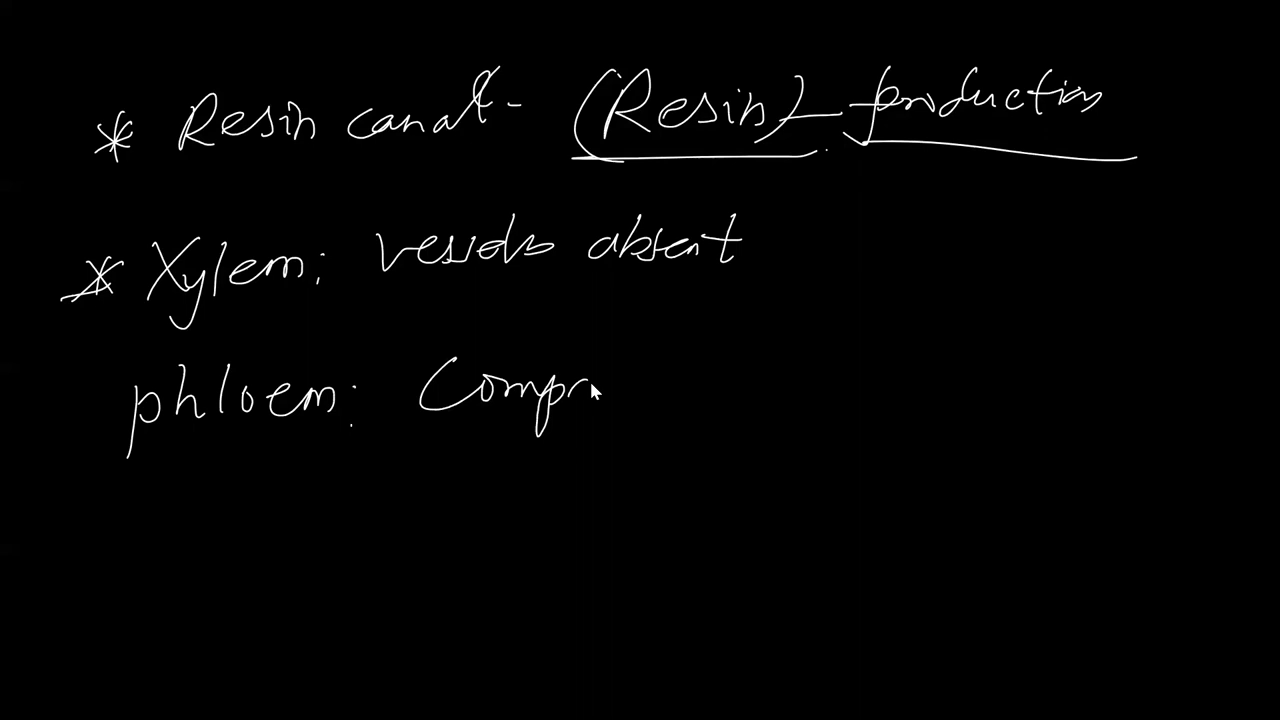 * Resin canal - (Resin) - production
* Xylem: vessels absent
phloem: Compr